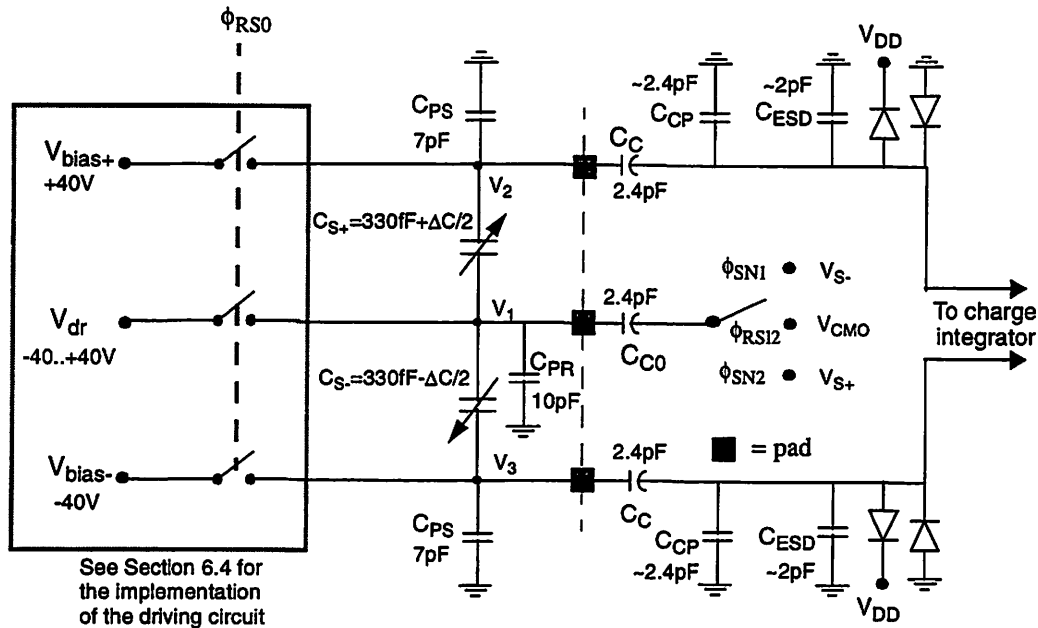 ϕRS0
VDD
~2.4pF
~2pF
CPS
7pF
CCP
CESD
Vbias+
+40V
CC
2.4pF
V2
CS+=330fF+ΔC/2
ϕSN1
VS-
2.4pF
V1
Vdr
-40..+40V
ϕRS12
VCMO
To charge
integrator
CC0
CPR
10pF
CS-=330fF-ΔC/2
ϕSN2
VS+
= pad
2.4pF
Vbias-
-40V
V3
CC
CPS
7pF
CCP
~2.4pF
CESD
~2pF
VDD
See Section 6.4 for
the implementation
of the driving circuit